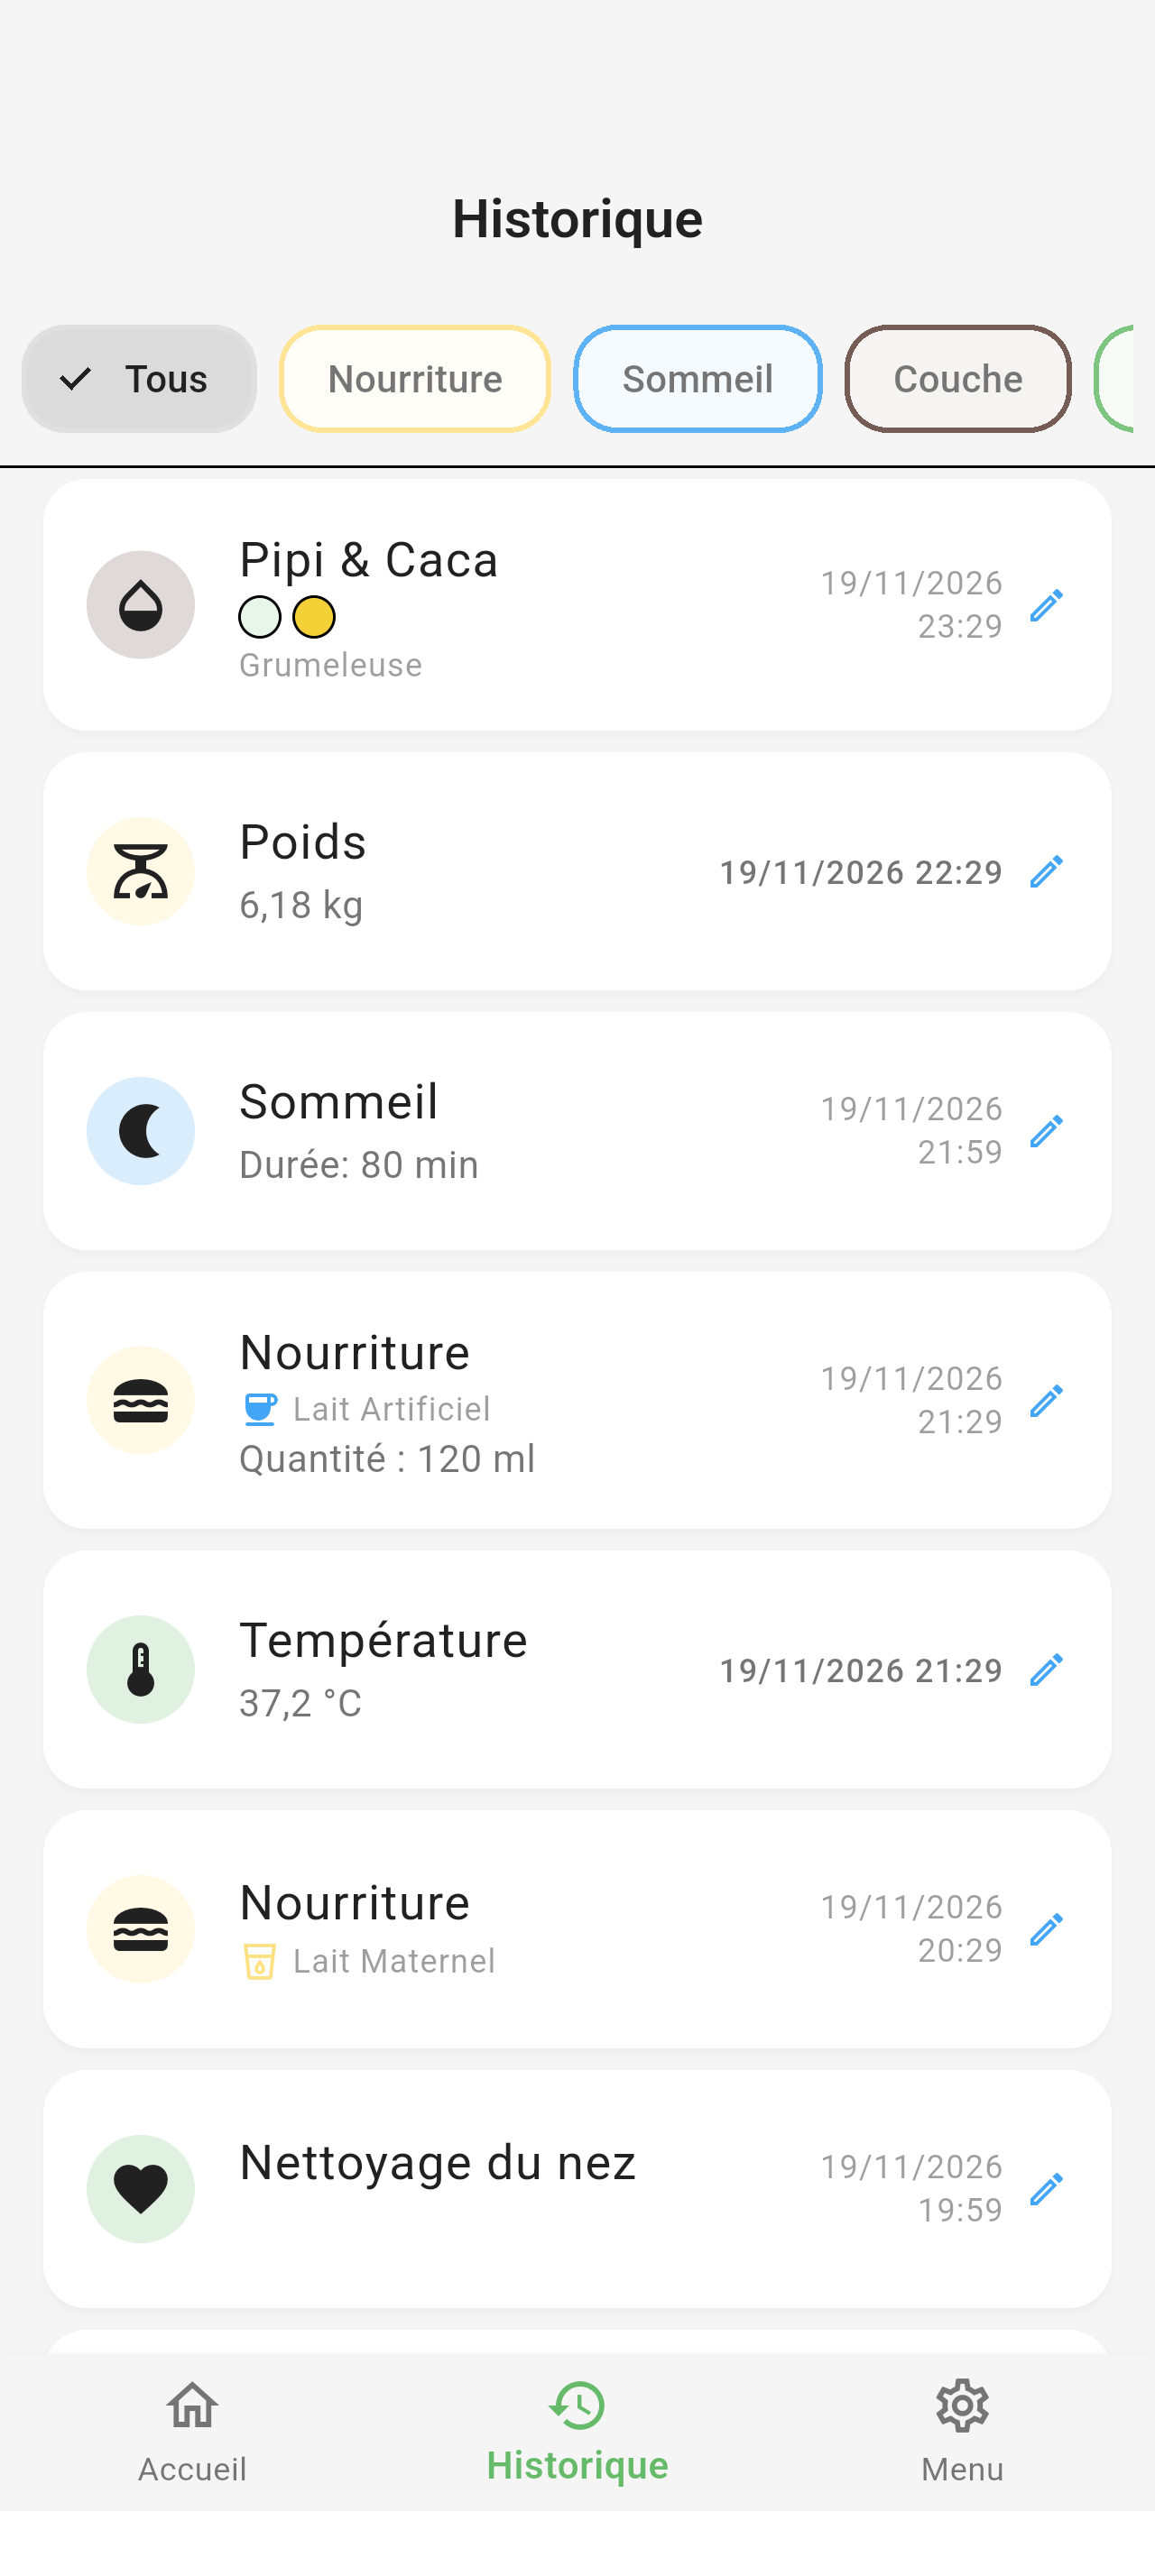 Historique
Tous
Nourriture
Sommeil
Couche
Pipi & Caca
Grumeleuse
19/11/2026
23:29
Poids
6,18 kg
19/11/2026 22:29
Sommeil
Durée: 80 min
19/11/2026
21:59
Nourriture
Lait Artificiel
Quantité : 120 ml
19/11/2026
21:29
Température
37,2 °C
19/11/2026 21:29
Nourriture
Lait Maternel
19/11/2026
20:29
Nettoyage du nez
19/11/2026
19:59
Accueil
Historique
Menu